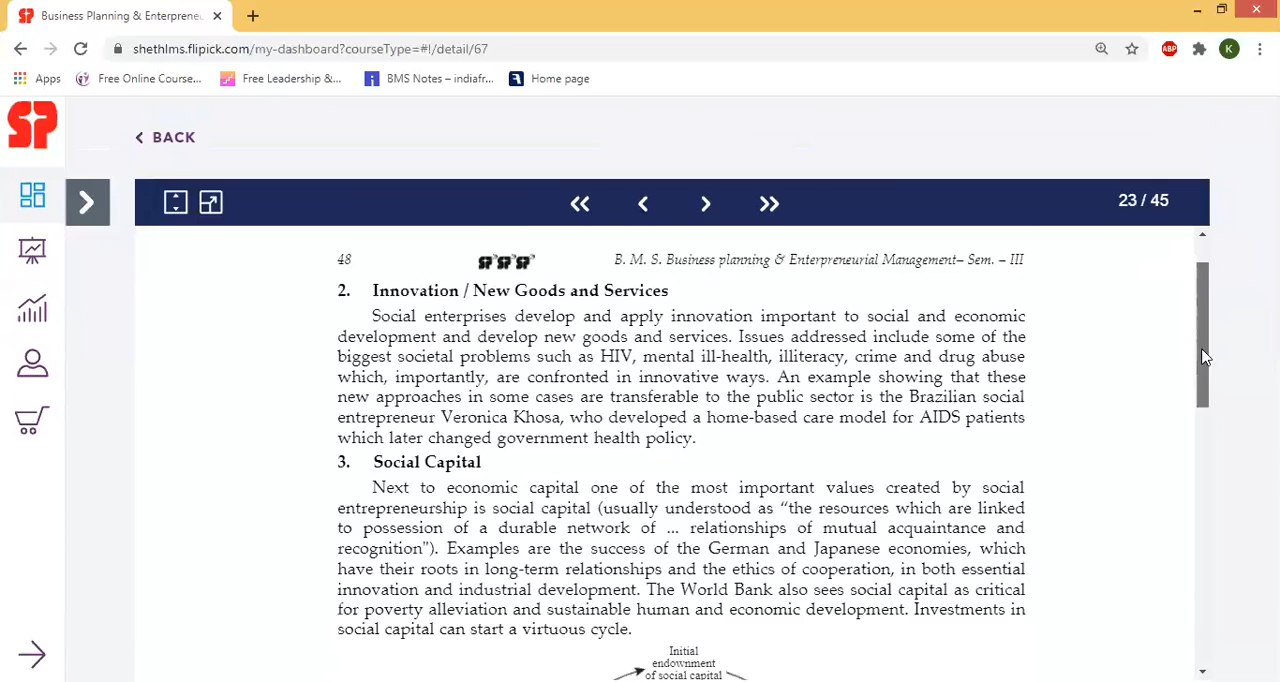 Business Planning & Enterpreneu
shethlms.flipick.com/my-dashboard?courseType=#!/detail/67
ABP
K
Apps
Free Online Course...
Free Leadership &...
BMS Notes – indiafr...
Home page
SP
BACK
23 / 45
48
SP SP SP
B. M. S. Business planning & Enterpreneurial Management– Sem. – III
2. Innovation / New Goods and Services
Social enterprises develop and apply innovation important to social and economic
development and develop new goods and services. Issues addressed include some of the
biggest societal problems such as HIV, mental ill-health, illiteracy, crime and drug abuse
which, importantly, are confronted in innovative ways. An example showing that these
new approaches in some cases are transferable to the public sector is the Brazilian social
entrepreneur Veronica Khosa, who developed a home-based care model for AIDS patients
which later changed government health policy.
3. Social Capital
Next to economic capital one of the most important values created by social
entrepreneurship is social capital (usually understood as “the resources which are linked
to possession of a durable network of ... relationships of mutual acquaintance and
recognition"). Examples are the success of the German and Japanese economies, which
have their roots in long-term relationships and the ethics of cooperation, in both essential
innovation and industrial development. The World Bank also sees social capital as critical
for poverty alleviation and sustainable human and economic development. Investments in
social capital can start a virtuous cycle.
Initial
endownment
of social capital